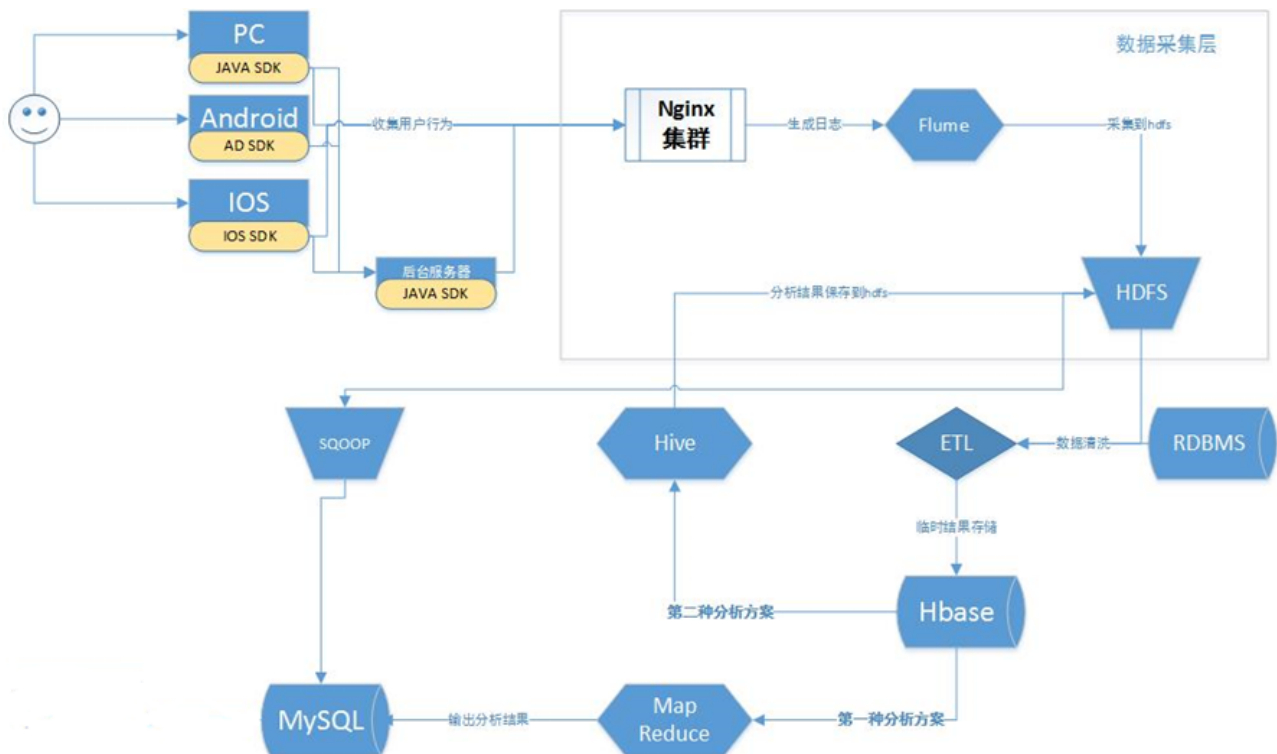 PC
JAVA SDK
Android
AD SDK
IOS
IOS SDK
收集用户行为
后台服务器
JAVA SDK
数据采集层
Nginx
集群
生成日志
Flume
采集到hdfs
HDFS
分析结果保存到hdfs
SQOOP
Hive
ETL
数据清洗
RDBMS
临时结果存储
Hbase
第二种分析方案
MySQL
输出分析结果
Map
Reduce
第一种分析方案